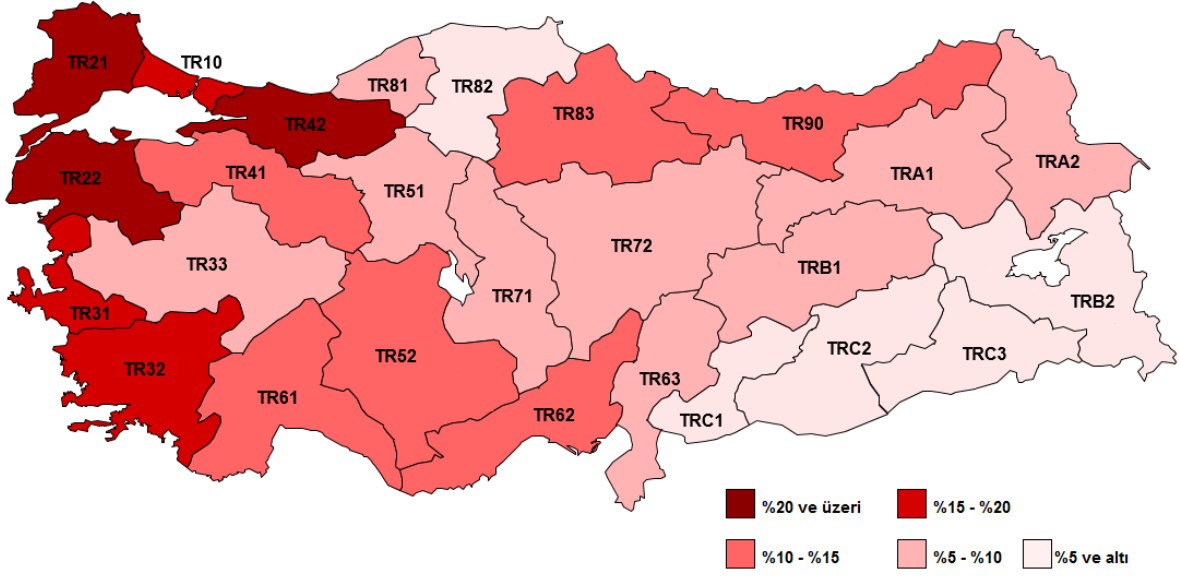 TR10
TR21
TR81
TR82
TR83
TR42
TR90
TRA2
TRA1
TR22
TR41
TR51
TR72
TR33
TRB1
TR71
TRB2
TR31
TR52
TRC2
TRC3
TR32
TR63
TR61
TR62
TRC1
%20 ve üzeri
%15 - %20
%10 - %15
%5 - %10
%5 ve altı